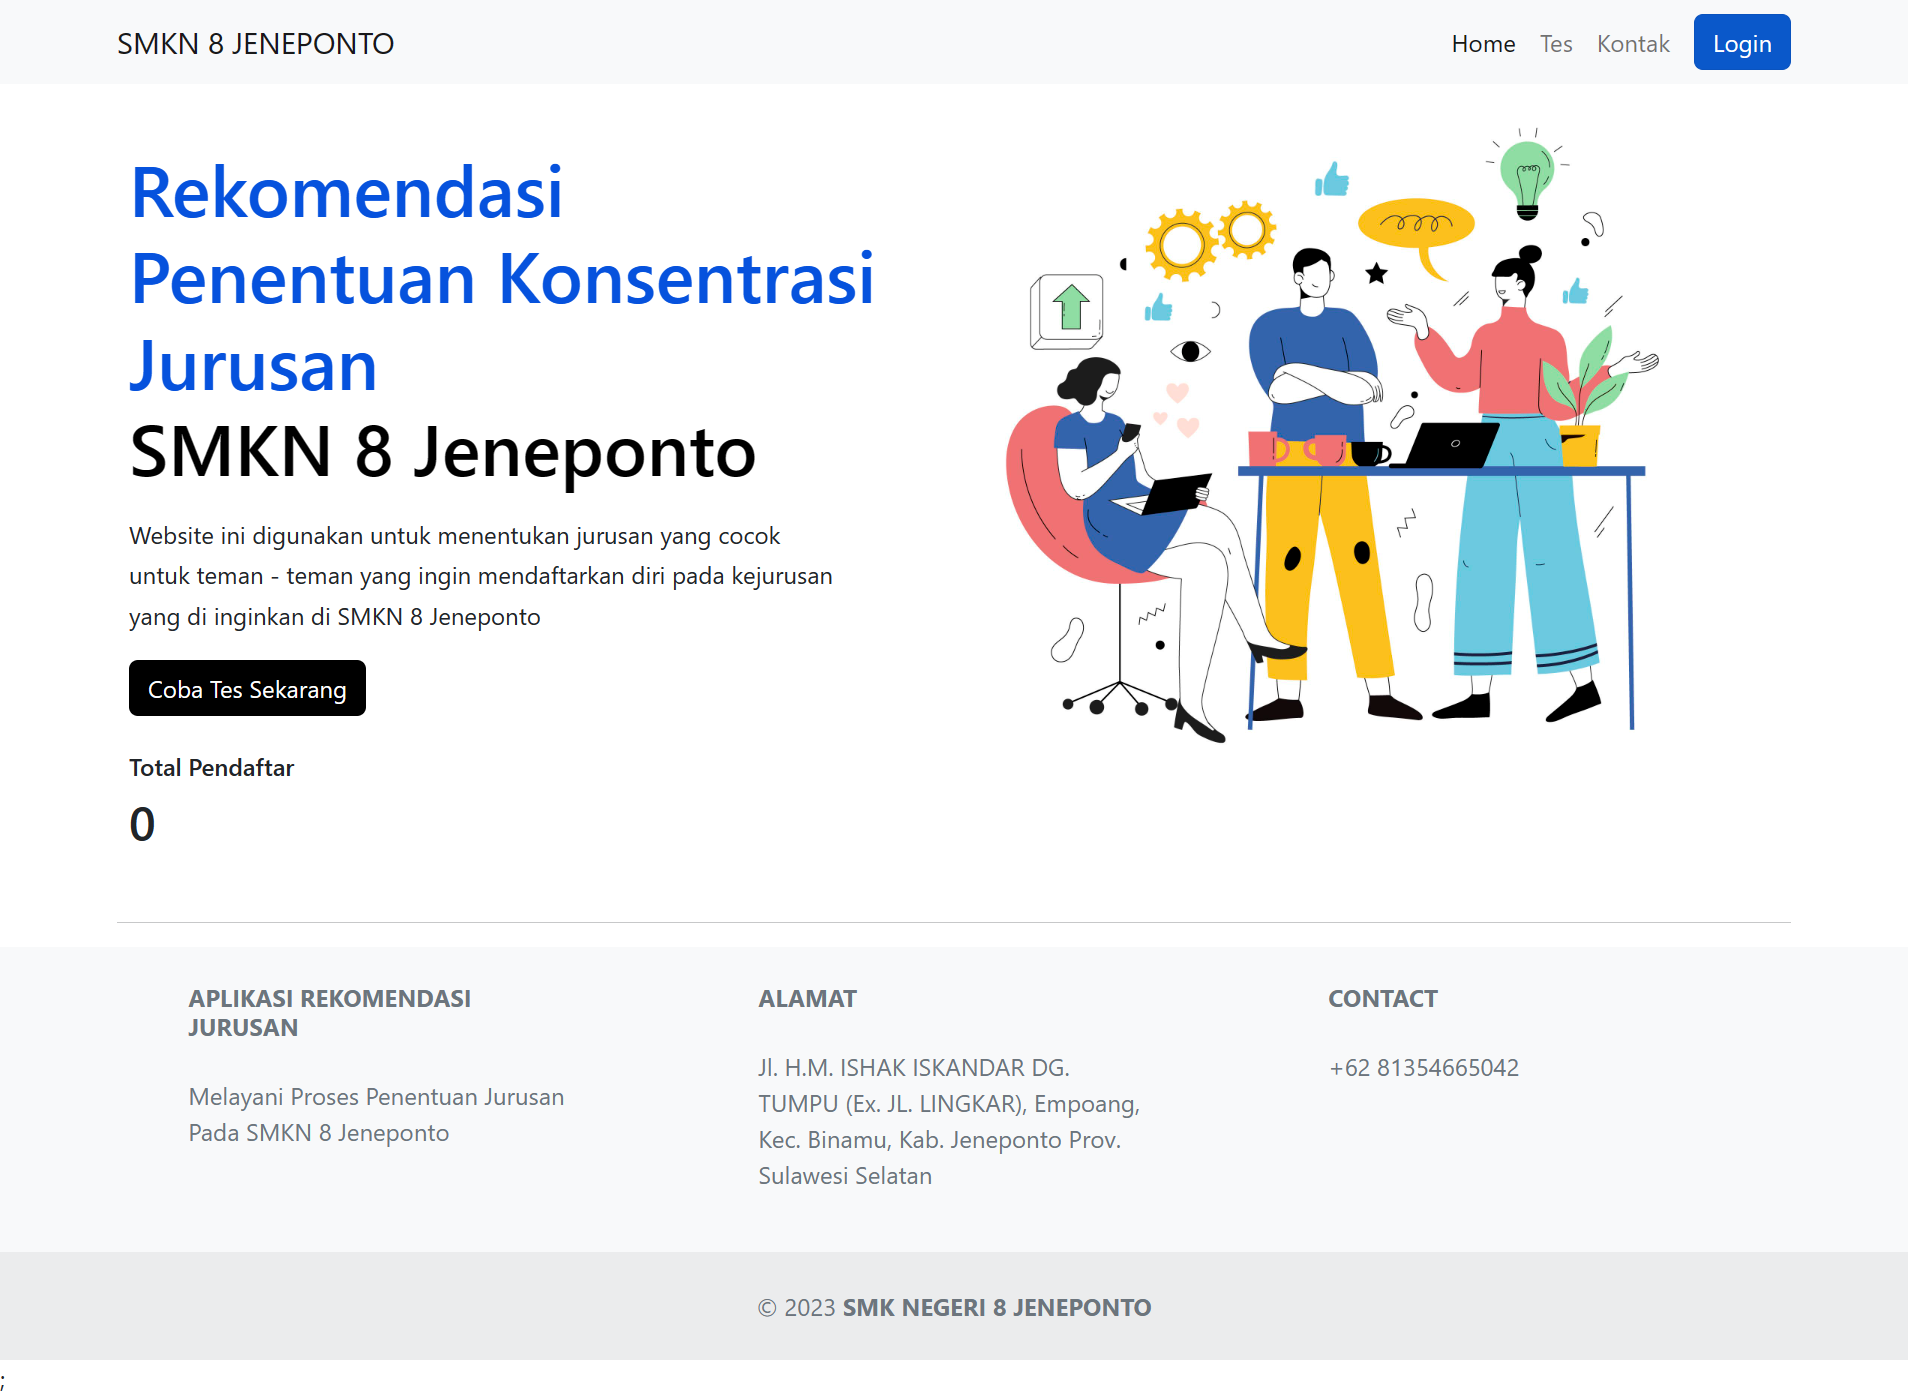 SMKN 8 JENEPONTO
Home Tes Kontak Login
Rekomendasi
Penentuan Konsentrasi
Jurusan
SMKN 8 Jeneponto
Website ini digunakan untuk menentukan jurusan yang cocok
untuk teman - teman yang ingin mendaftarkan diri pada kejurusan
yang di inginkan di SMKN 8 Jeneponto
Coba Tes Sekarang
Total Pendaftar
0
APLIKASI REKOMENDASI
JURUSAN
Melayani Proses Penentuan Jurusan
Pada SMKN 8 Jeneponto
ALAMAT
Jl. H.M. ISHAK ISKANDAR DG.
TUMPU (Ex. JL. LINGKAR), Empoang,
Kec. Binamu, Kab. Jeneponto Prov.
Sulawesi Selatan
CONTACT
+62 81354665042
© 2023 SMK NEGERI 8 JENEPONTO
;